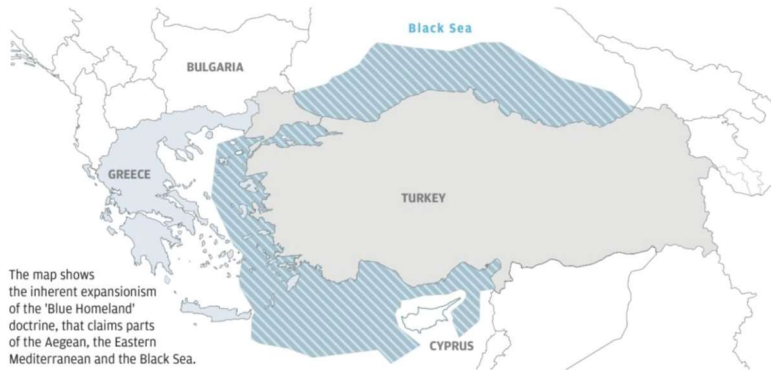 Black Sea
BULGARIA
GREECE
TURKEY
The map shows
the inherent expansionism
of the 'Blue Homeland'
doctrine, that claims parts
of the Aegean, the Eastern
Mediterranean and the Black Sea.
CYPRUS